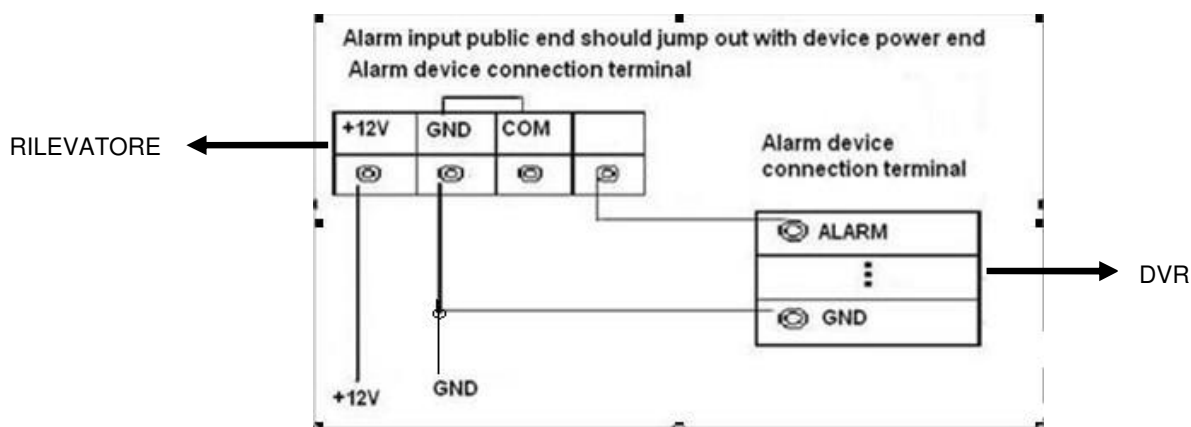 Alarm input public end should jump out with device power end
Alarm device connection terminal
RILEVATORE
+12V GND COM
Alarm device
connection terminal
ALARM
DVR
GND
+12V GND